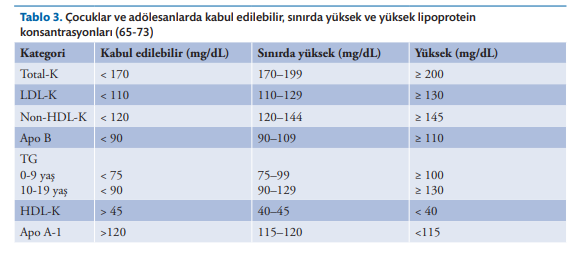 Tablo 3. Çocuklar ve adölesanlarda kabul edilebilir, sınırda yüksek ve yüksek lipoprotein
konsantrasyonları (65-73)
Kategori Kabul edilebilir (mg/dL) Sınırda yüksek (mg/dL) Yüksek (mg/dL)
Total-K < 170 170–199 ≥ 200
LDL-K < 110 110–129 ≥ 130
Non-HDL-K < 120 120–144 ≥ 145
Apo B < 90 90–109 ≥ 110
TG
0-9 yaş < 75 75–99 ≥ 100
10-19 yaş < 90 90–129 ≥ 130
HDL-K > 45 40–45 < 40
Apo A-1 >120 115–120 <115